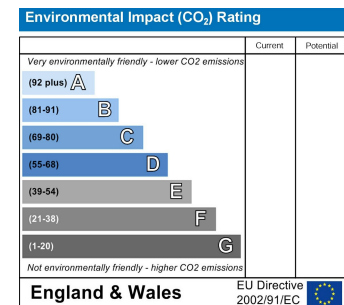 Environmental Impact (CO₂) Rating
Current Potential
Very environmentally friendly - lower CO2 emissions
(92 plus) A
(81-91) B
(69-80) C
(55-68) D
(39-54) E
(21-38) F
(1-20) G
Not environmentally friendly - higher CO2 emissions
England & Wales
EU Directive
2002/91/EC